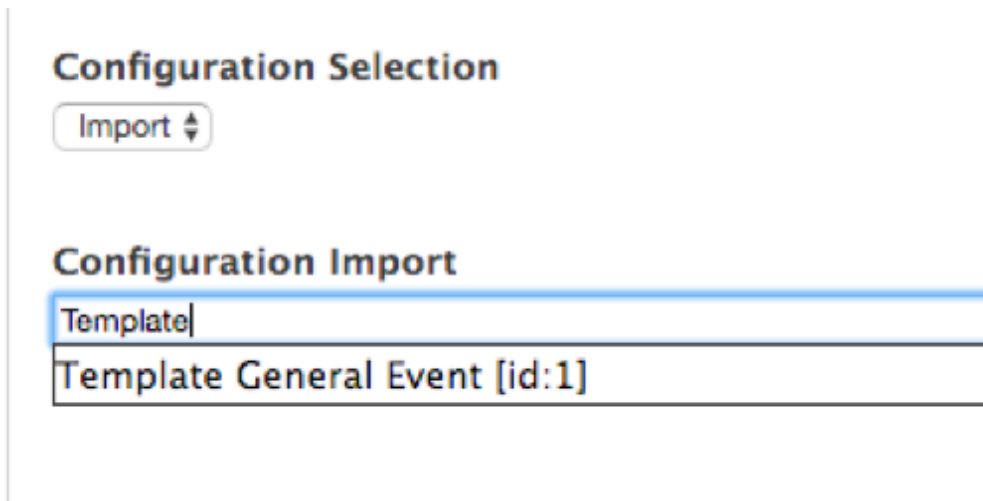 Configuration Selection
Import
Configuration Import
Template
Template General Event [id:1]